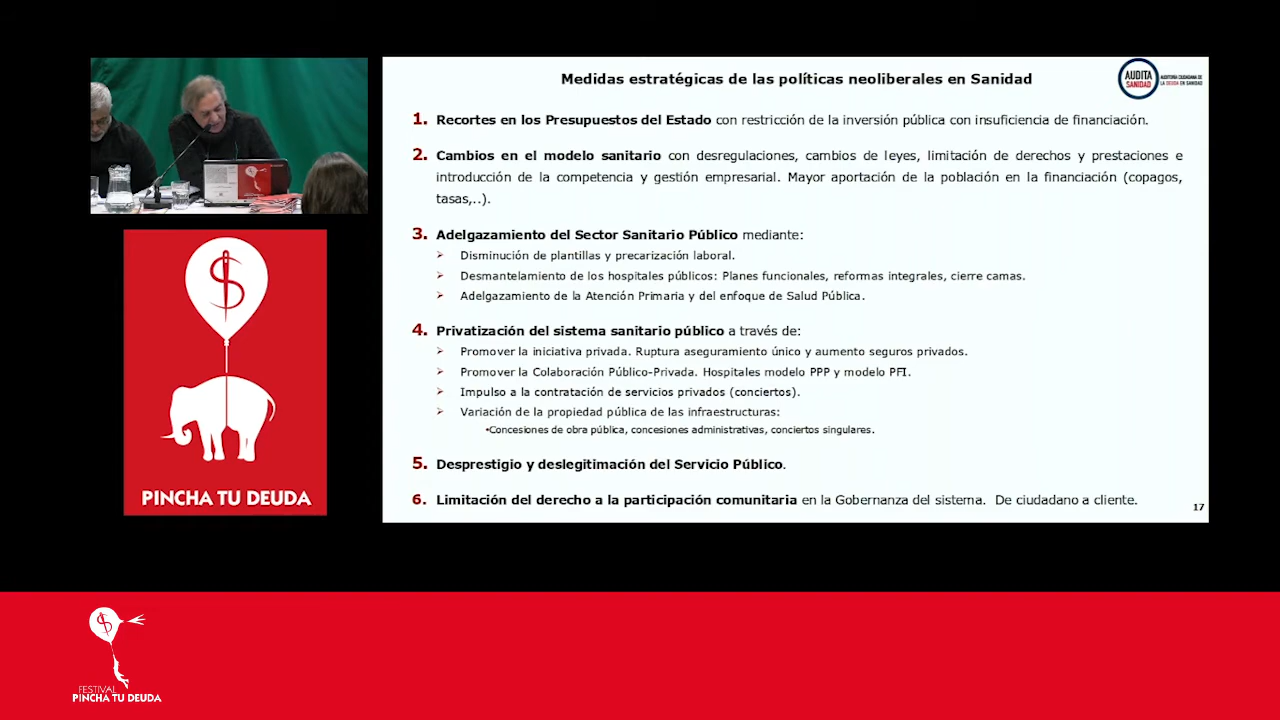 Medidas estratégicas de las políticas neoliberales en Sanidad
AUDITA
SANIDAD
AUDITORÍA CIUDADANA DE
LA DEUDA EN SANIDAD
1. Recortes en los Presupuestos del Estado con restricción de la inversión pública con insuficiencia de financiación.
2. Cambios en el modelo sanitario con desregulaciones, cambios de leyes, limitación de derechos y prestaciones e
introducción de la competencia y gestión empresarial. Mayor aportación de la población en la financiación (copagos,
tasas,..).
3. Adelgazamiento del Sector Sanitario Público mediante:
Disminución de plantillas y precarización laboral.
Desmantelamiento de los hospitales públicos: Planes funcionales, reformas integrales, cierre camas.
Adelgazamiento de la Atención Primaria y del enfoque de Salud Pública.
4. Privatización del sistema sanitario público a través de:
Promover la iniciativa privada. Ruptura aseguramiento único y aumento seguros privados.
Promover la Colaboración Público-Privada. Hospitales modelo PPP y modelo PFI.
Impulso a la contratación de servicios privados (conciertos).
Variación de la propiedad pública de las infraestructuras:
•Concesiones de obra pública, concesiones administrativas, conciertos singulares.
5. Desprestigio y deslegitimación del Servicio Público.
6. Limitación del derecho a la participación comunitaria en la Gobernanza del sistema. De ciudadano a cliente.
17
PINCHA TU DEUDA
FESTIVAL
PINCHA TU DEUDA